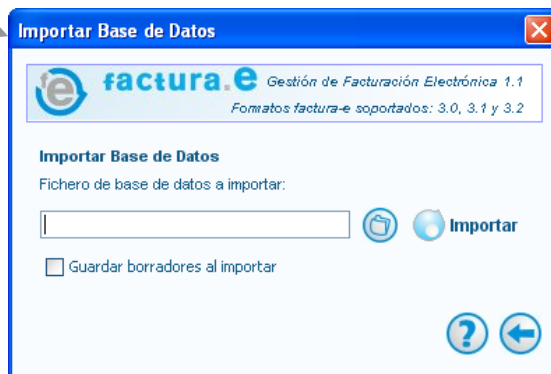 Importar Base de Datos
factura.e Gestión de Facturación Electrónica 1.1
Formatos factura-e soportados: 3.0, 3.1 y 3.2
Importar Base de Datos
Fichero de base de datos a importar:
Importar
Guardar borradores al importar